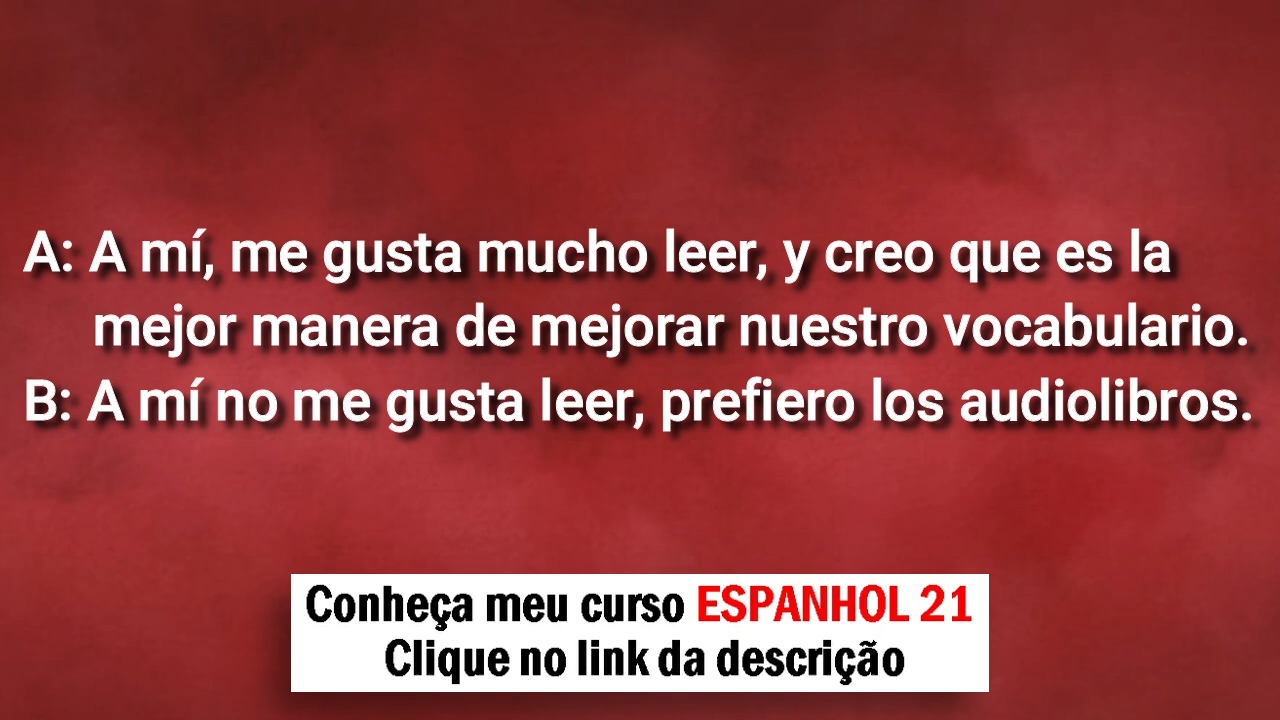 A: A mí, me gusta mucho leer, y creo que es la
mejor manera de mejorar nuestro vocabulario.
B: A mí no me gusta leer, prefiero los audiolibros.
Conheça meu curso ESPANHOL 21
Clique no link da descrição